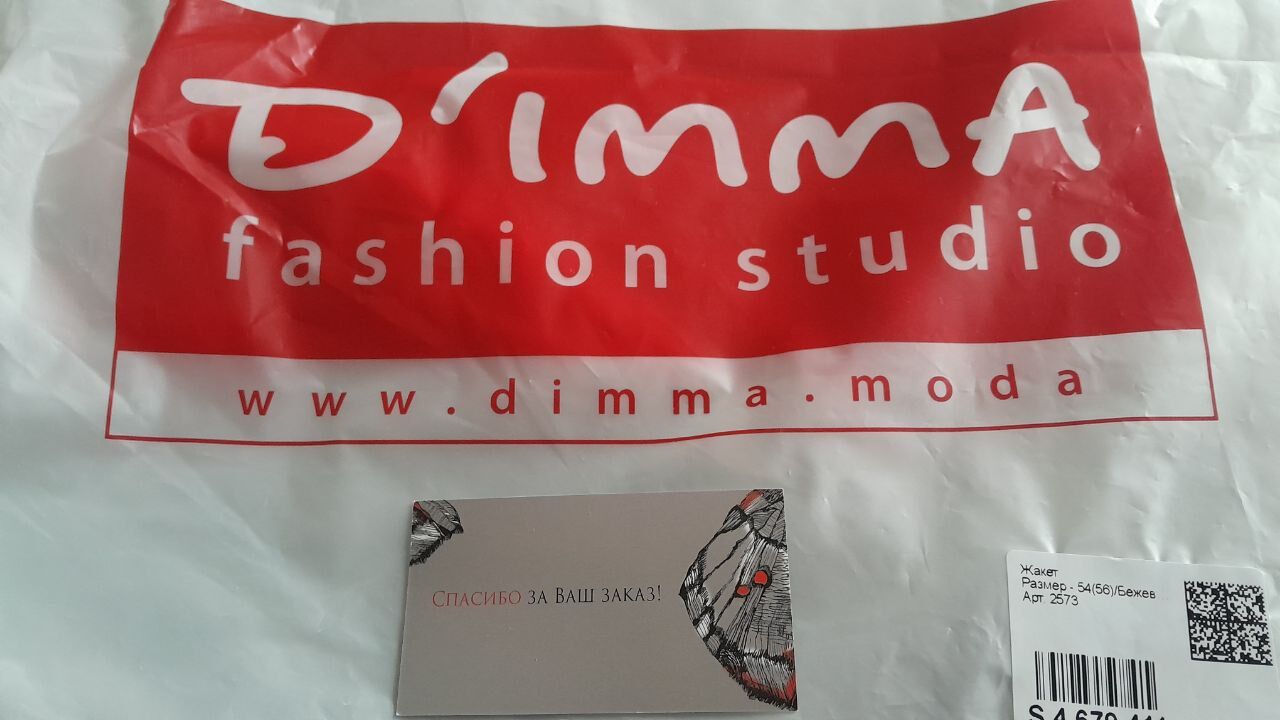 D'IMMA
fashion studio
www.dimma.moda
Спасибо за Ваш заказ!
Жакет
Размер - 54(56)/Бежев
Арт. 2573